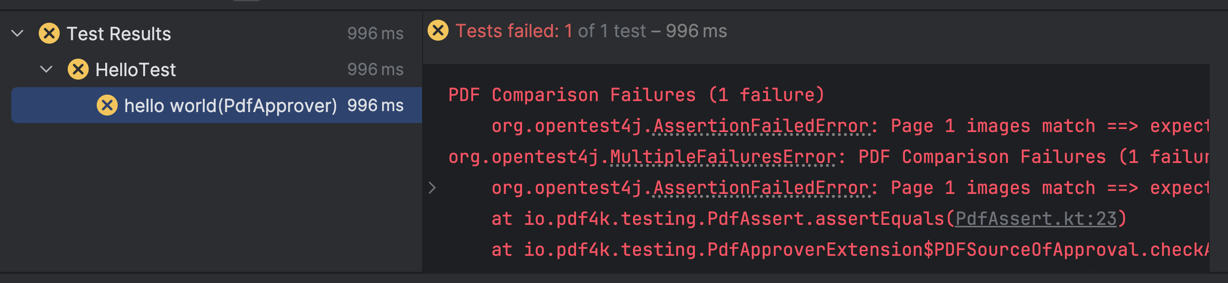 Test Results 996 ms
HelloTest 996 ms
hello world(PdfApprover) 996 ms
Tests failed: 1 of 1 test – 996 ms
PDF Comparison Failures (1 failure)
org.opentest4j.AssertionFailedError: Page 1 images match ==> expect
org.opentest4j.MultipleFailuresError: PDF Comparison Failures (1 failur
org.opentest4j.AssertionFailedError: Page 1 images match ==> expect
at io.pdf4k.testing.PdfAssert.assertEquals(PdfAssert.kt:23)
at io.pdf4k.testing.PdfApproverExtension$PDFSourceOfApproval.check